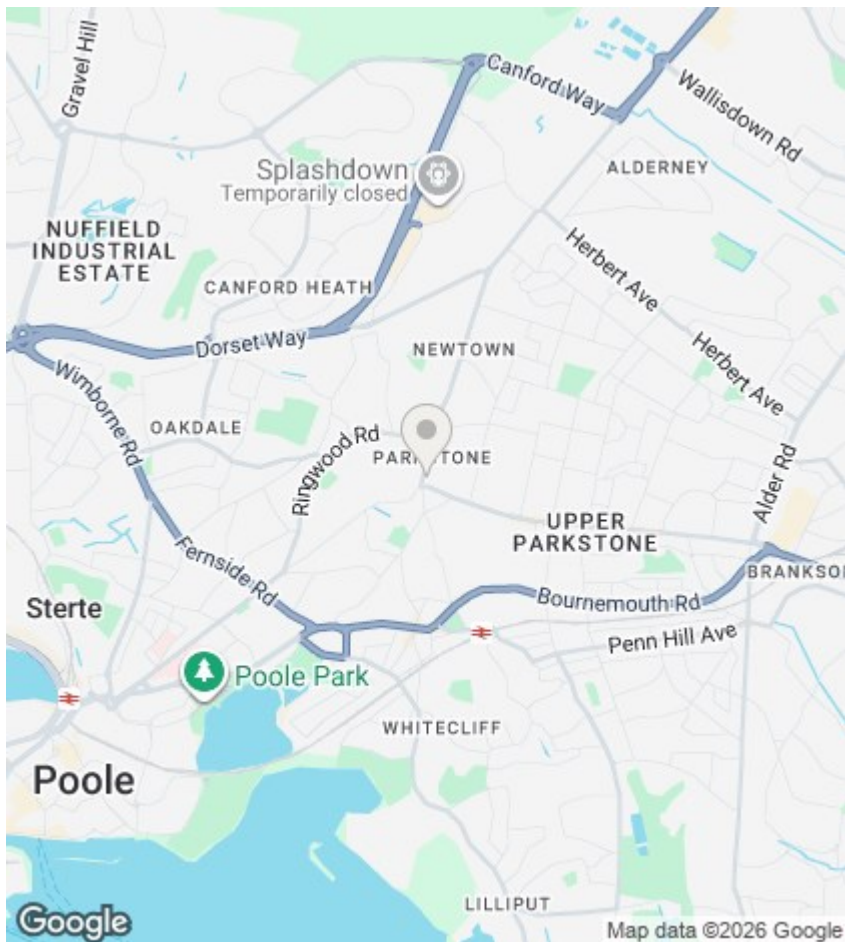 Gravel Hill
Canford Way
Wallisdown Rd
Splashdown
Temporarily closed
ALDERNEY
NUFFIELD
INDUSTRIAL
ESTATE
Herbert Ave
CANFORD HEATH
Dorset Way
NEWTOWN
Herbert Ave
Wimborne Rd
OAKDALE
Ringwood Rd
PARKSTONE
Alder Rd
UPPER
PARKSTONE
Fernside Rd
BRANKSOM
Sterte
Bournemouth Rd
Penn Hill Ave
Poole Park
WHITECLIFF
Poole
LILLIPUT
Google
Map data ©2026 Google